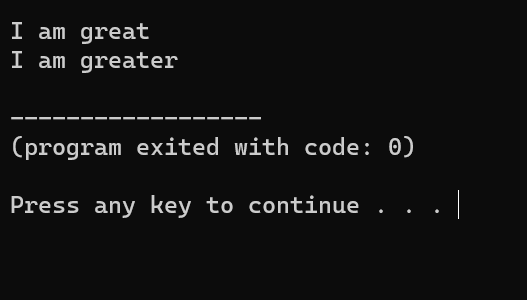 I am great
I am greater
------------------
(program exited with code: 0)
Press any key to continue . . .